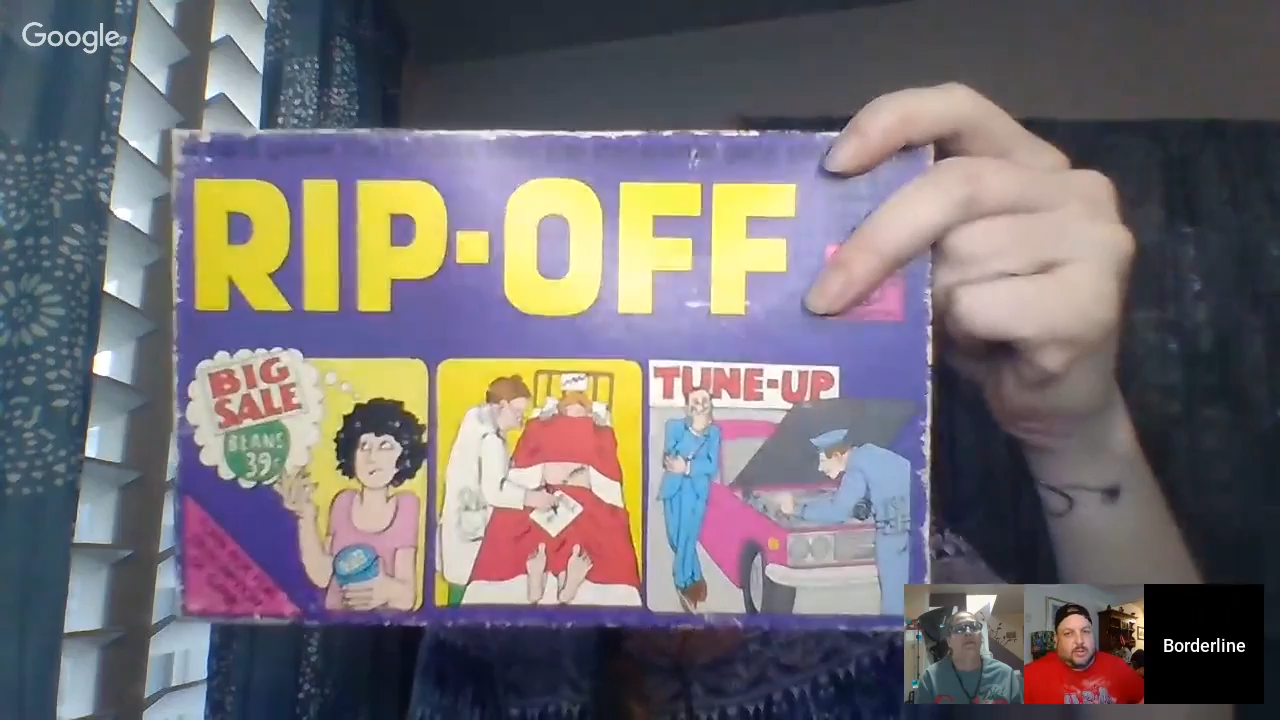 Google
RIP-OFF
BIG
SALE
BEANS
39¢
TUNE-UP
Borderline